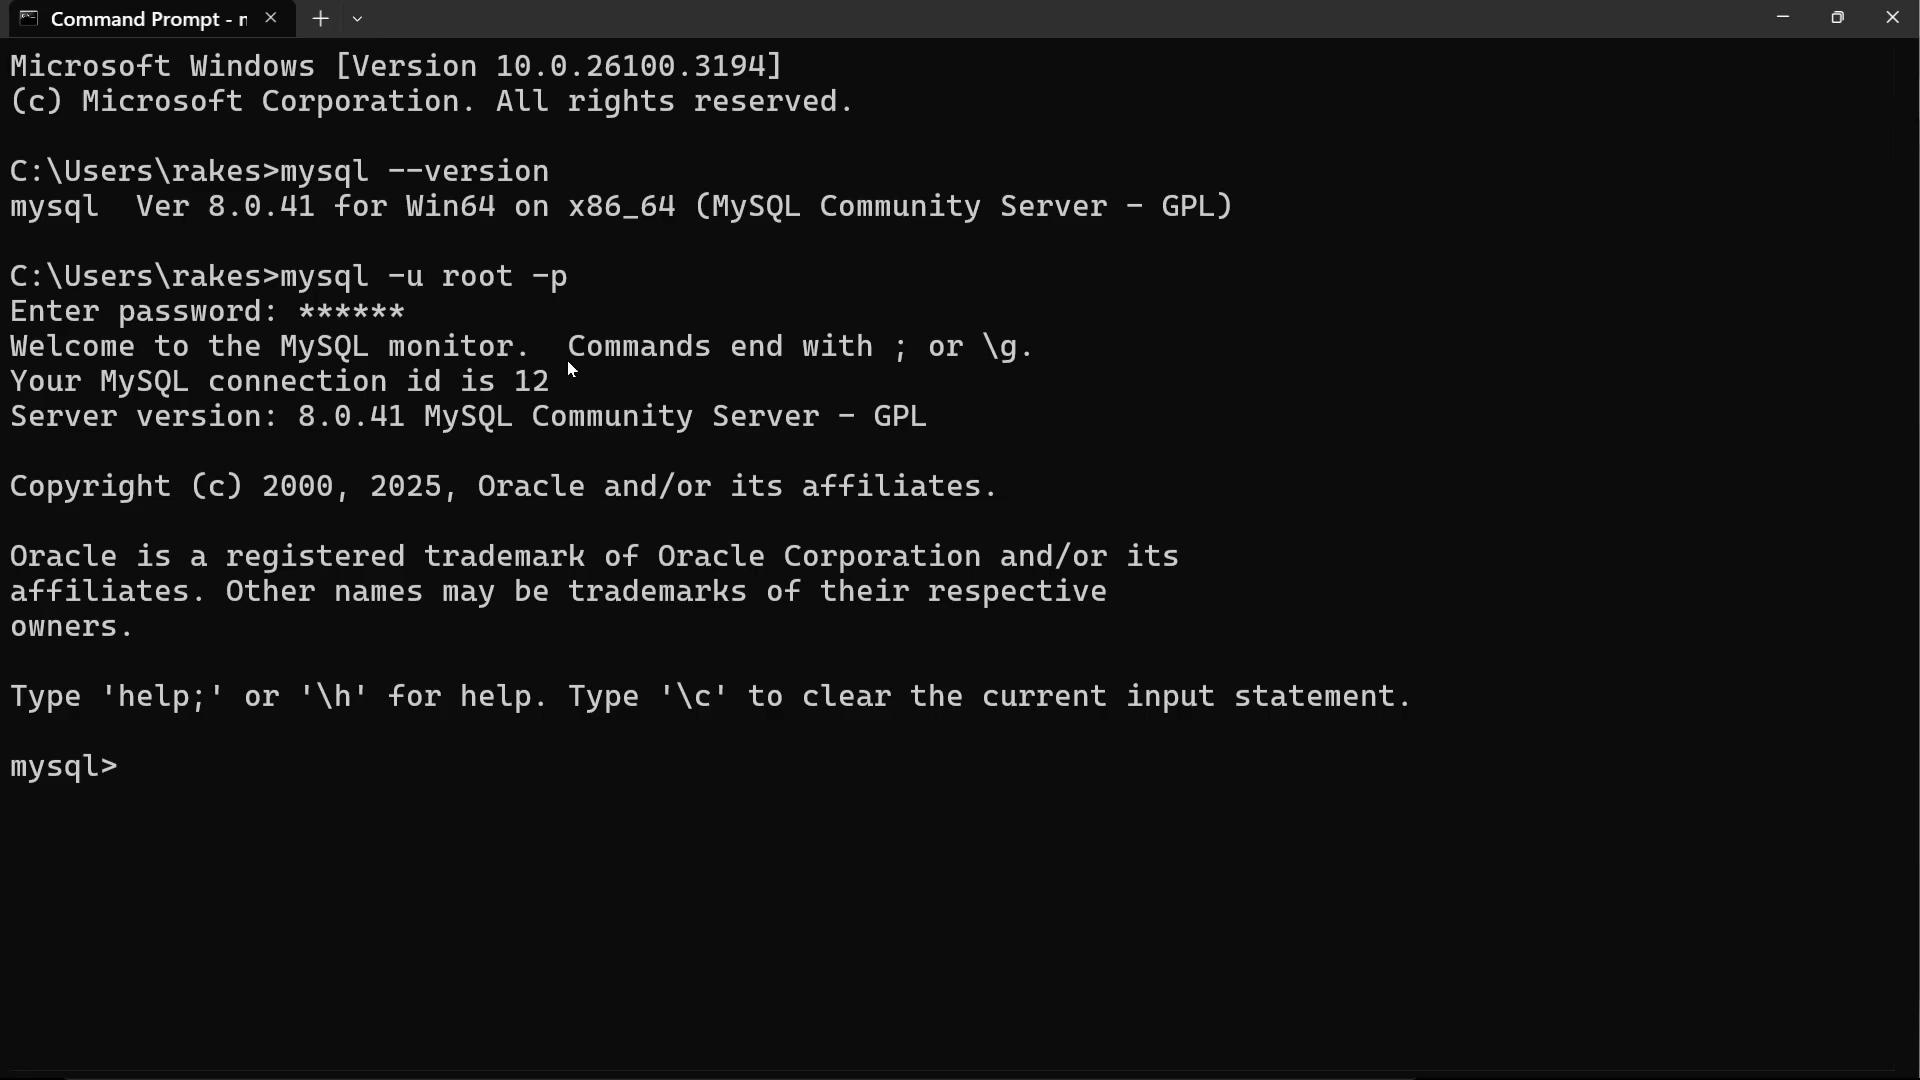 Command Prompt - n
Microsoft Windows [Version 10.0.26100.3194]
(c) Microsoft Corporation. All rights reserved.
C:\Users\rakes>mysql --version
mysql  Ver 8.0.41 for Win64 on x86_64 (MySQL Community Server - GPL)
C:\Users\rakes>mysql -u root -p
Enter password: ******
Welcome to the MySQL monitor.  Commands end with ; or \g.
Your MySQL connection id is 12
Server version: 8.0.41 MySQL Community Server - GPL
Copyright (c) 2000, 2025, Oracle and/or its affiliates.
Oracle is a registered trademark of Oracle Corporation and/or its
affiliates. Other names may be trademarks of their respective
owners.
Type 'help;' or '\h' for help. Type '\c' to clear the current input statement.
mysql>